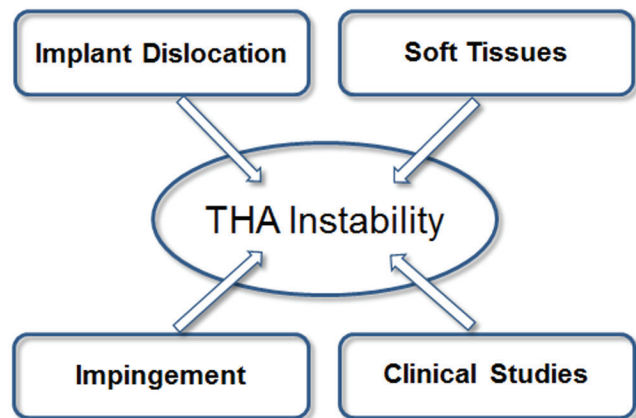 Implant Dislocation
Soft Tissues
THA Instability
Impingement
Clinical Studies